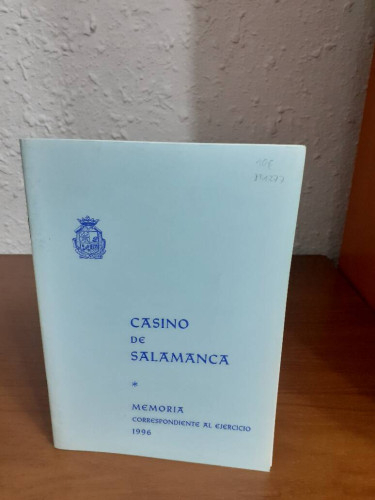 CASINO
DE
SALAMANCA
MEMORIA
CORRESPONDIENTE AL EJERCICIO
1996